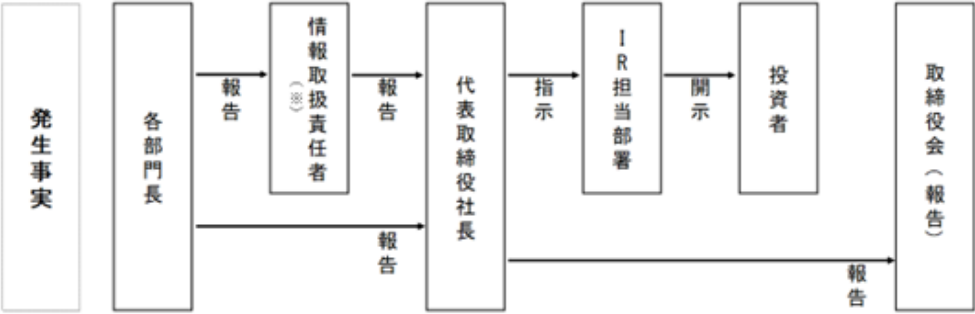 発生事実
各部門長
報告
報告
情報取扱責任者
（※）
報告
代表取締役社長
指示
IR担当部署
開示
投資者
報告
取締役会（報告）